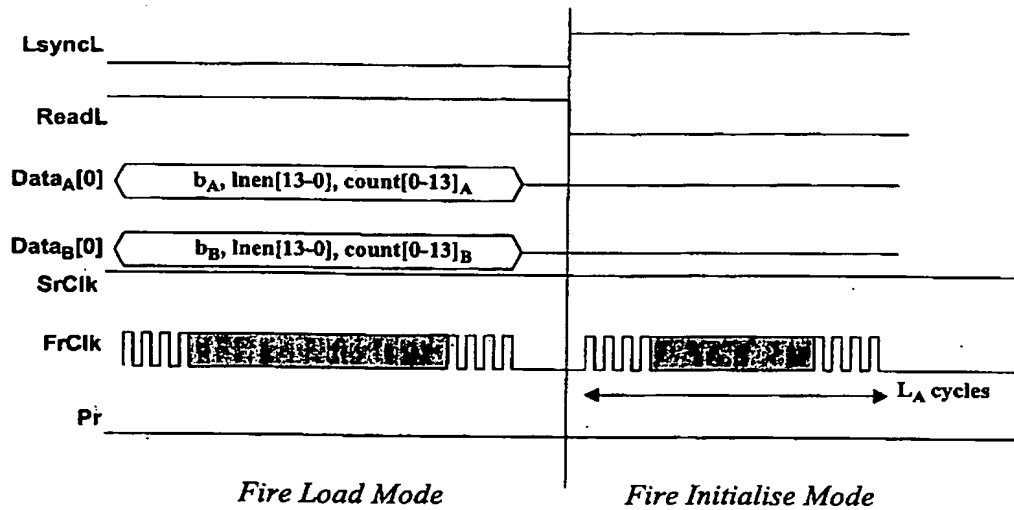 LsyncL
ReadL
DataA[0] bA, lnen[13-0], count[0-13]A
DataB[0] bB, lnen[13-0], count[0-13]B
SrClk
FrClk
LA cycles
Pr
Fire Load Mode Fire Initialise Mode